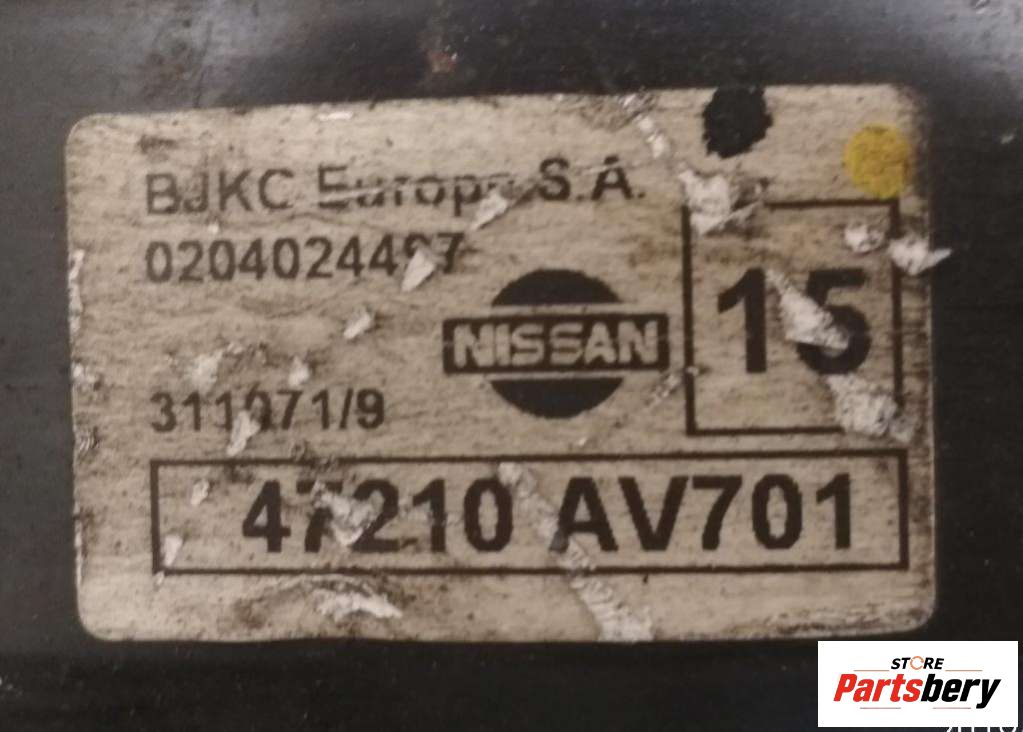 BJKC Europe S.A.
0204024497
15
NISSAN
311071/9
47210 AV701
STORE
Partsbery